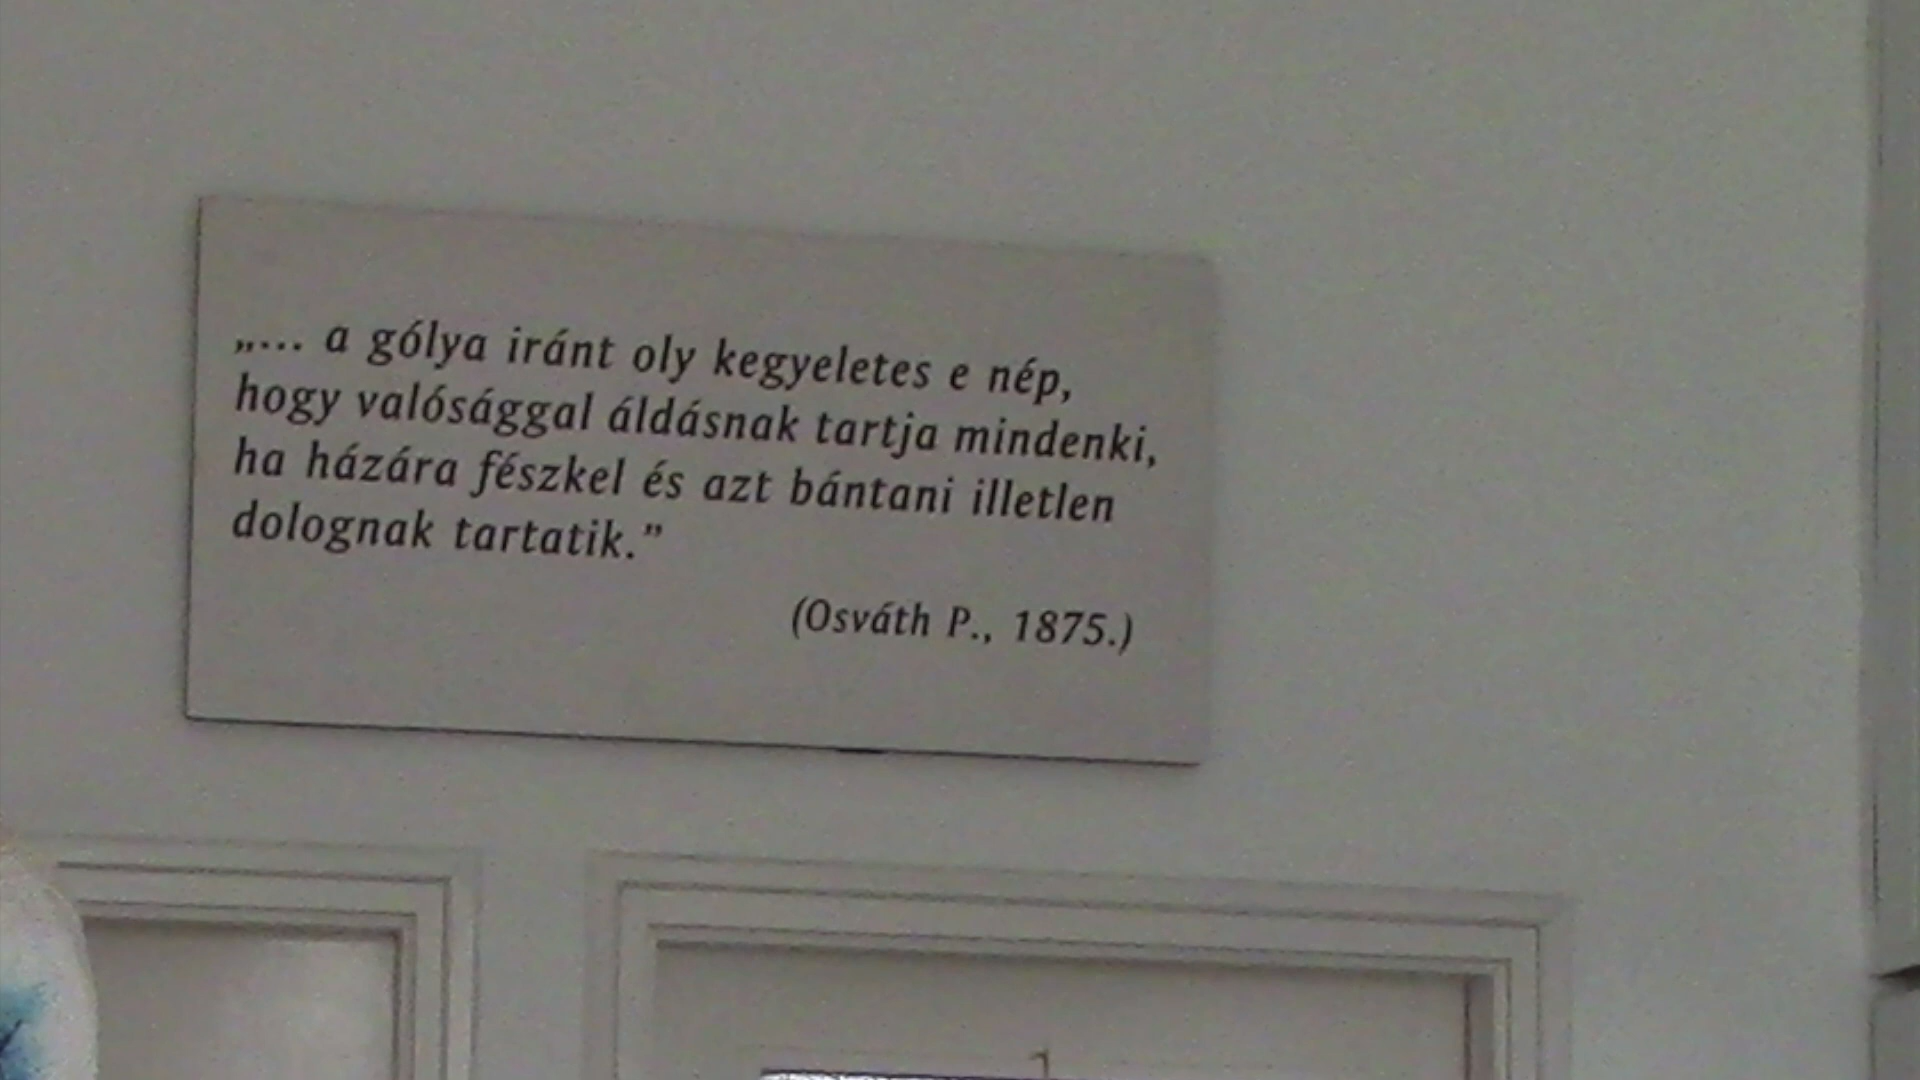 „... a gólya iránt oly kegyeletes e nép,
hogy valósággal áldásnak tartja mindenki,
ha házára fészkel és azt bántani illetlen
dolognak tartatik.”
(Osváth P., 1875.)